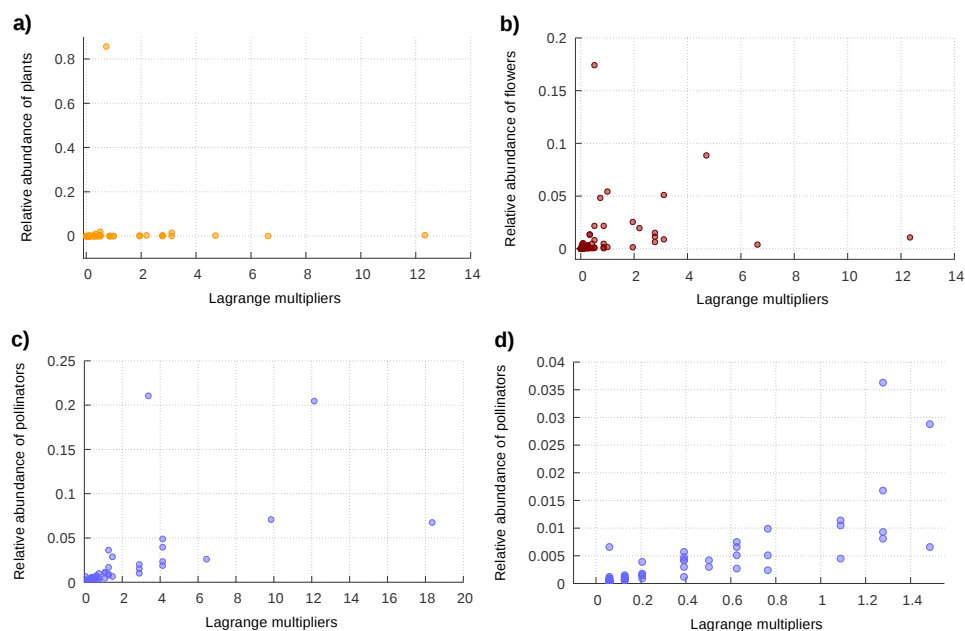 a)
Relative abundance of plants
0.8
0.6
0.4
0.2
0
0 2 4 6 8 10 12 14
Lagrange multipliers
b)
Relative abundance of flowers
0.2
0.15
0.1
0.05
0
0 2 4 6 8 10 12 14
Lagrange multipliers
c)
Relative abundance of pollinators
0.25
0.2
0.15
0.1
0.05
0
0 2 4 6 8 10 12 14 16 18 20
Lagrange multipliers
d)
Relative abundance of pollinators
0.04
0.035
0.03
0.025
0.02
0.015
0.01
0.005
0
0 0.2 0.4 0.6 0.8 1 1.2 1.4
Lagrange multipliers